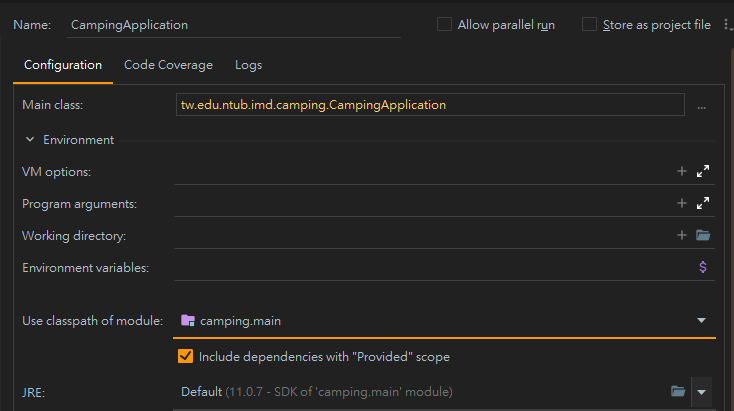 Name: CampingApplication Allow parallel run Store as project file
Configuration Code Coverage Logs
Main class: tw.edu.ntub.imd.camping.CampingApplication ...
Environment
VM options:
Program arguments:
Working directory:
Environment variables:
Use classpath of module: camping.main
Include dependencies with "Provided" scope
JRE: Default (11.0.7 - SDK of 'camping.main' module)